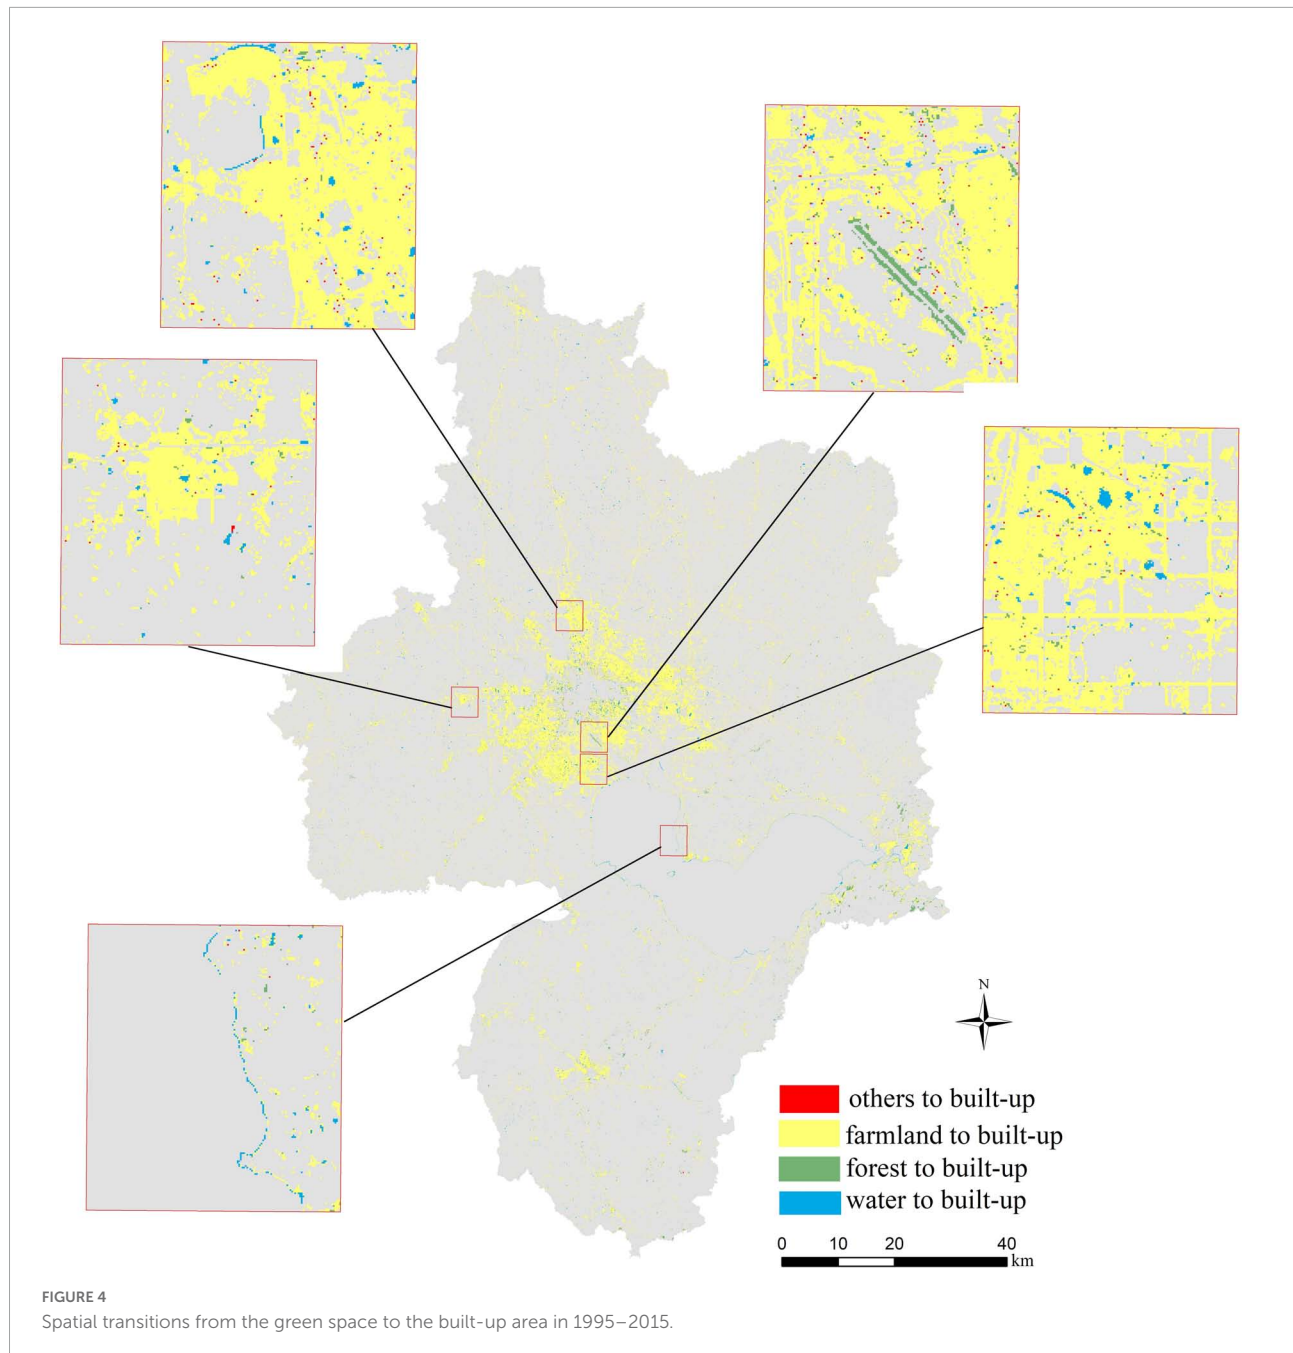 N
others to built-up
farmland to built-up
forest to built-up
water to built-up
0 10 20 40
km
FIGURE 4
Spatial transitions from the green space to the built-up area in 1995–2015.